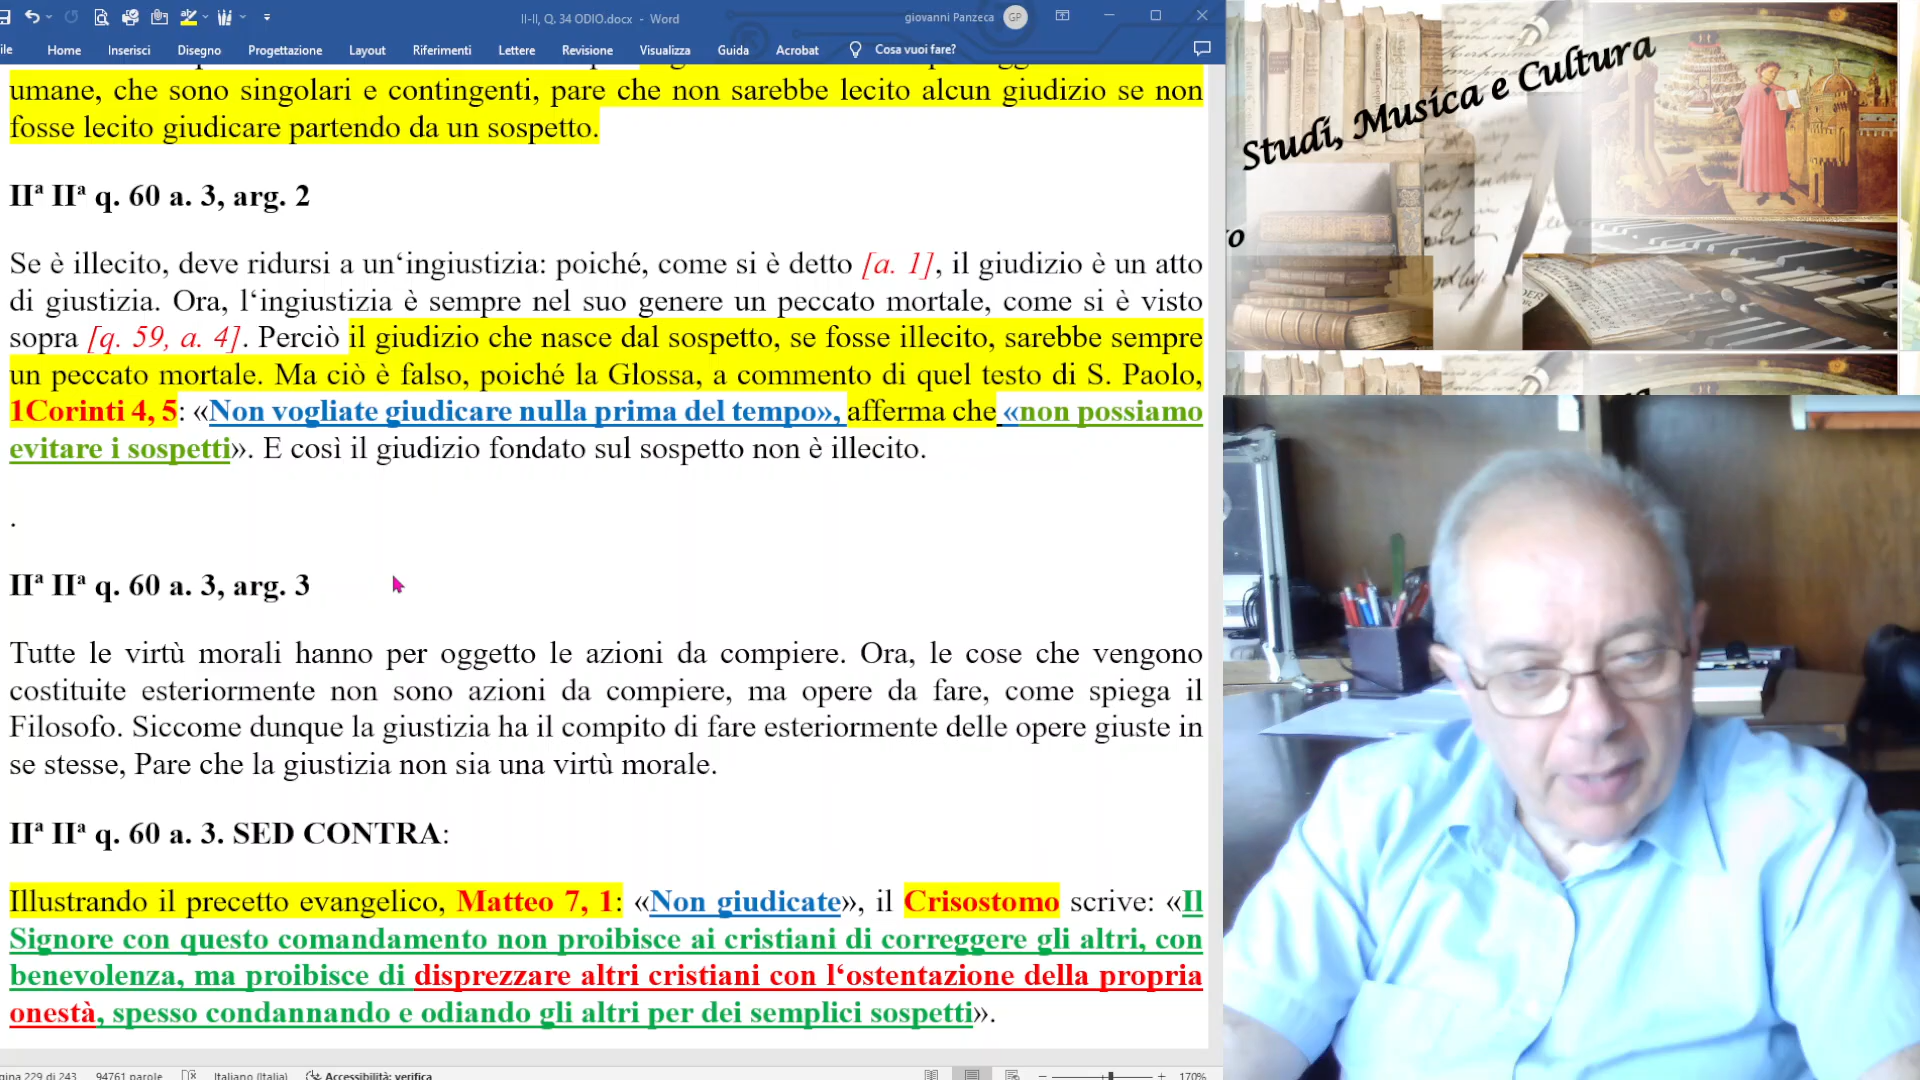 II-II, Q. 34 ODIO.docx - Word
giovanni Panzeca GP
ile Home Inserisci Disegno Progettazione Layout Riferimenti Lettere Revisione Visualizza Guida Acrobat Cosa vuoi fare?
umane, che sono singolari e contingenti, pare che non sarebbe lecito alcun giudizio se non
fosse lecito giudicare partendo da un sospetto.
IIª IIª q. 60 a. 3, arg. 2
Se è illecito, deve ridursi a un‘ingiustizia: poiché, come si è detto [a. 1], il giudizio è un atto
di giustizia. Ora, l‘ingiustizia è sempre nel suo genere un peccato mortale, come si è visto
sopra [q. 59, a. 4]. Perciò il giudizio che nasce dal sospetto, se fosse illecito, sarebbe sempre
un peccato mortale. Ma ciò è falso, poiché la Glossa, a commento di quel testo di S. Paolo,
1Corinti 4, 5: «Non vogliate giudicare nulla prima del tempo», afferma che «non possiamo
evitare i sospetti». E così il giudizio fondato sul sospetto non è illecito.
.
IIª IIª q. 60 a. 3, arg. 3
Tutte le virtù morali hanno per oggetto le azioni da compiere. Ora, le cose che vengono
costituite esteriormente non sono azioni da compiere, ma opere da fare, come spiega il
Filosofo. Siccome dunque la giustizia ha il compito di fare esteriormente delle opere giuste in
se stesse, Pare che la giustizia non sia una virtù morale.
IIª IIª q. 60 a. 3. SED CONTRA:
Illustrando il precetto evangelico, Matteo 7, 1: «Non giudicate», il Crisostomo scrive: «Il
Signore con questo comandamento non proibisce ai cristiani di correggere gli altri, con
benevolenza, ma proibisce di disprezzare altri cristiani con l‘ostentazione della propria
onestà, spesso condannando e odiando gli altri per dei semplici sospetti».
gina 229 di 243 94761 parole Italiano (Italia) Accessibilità: verifica 170%
Studi, Musica e Cultura